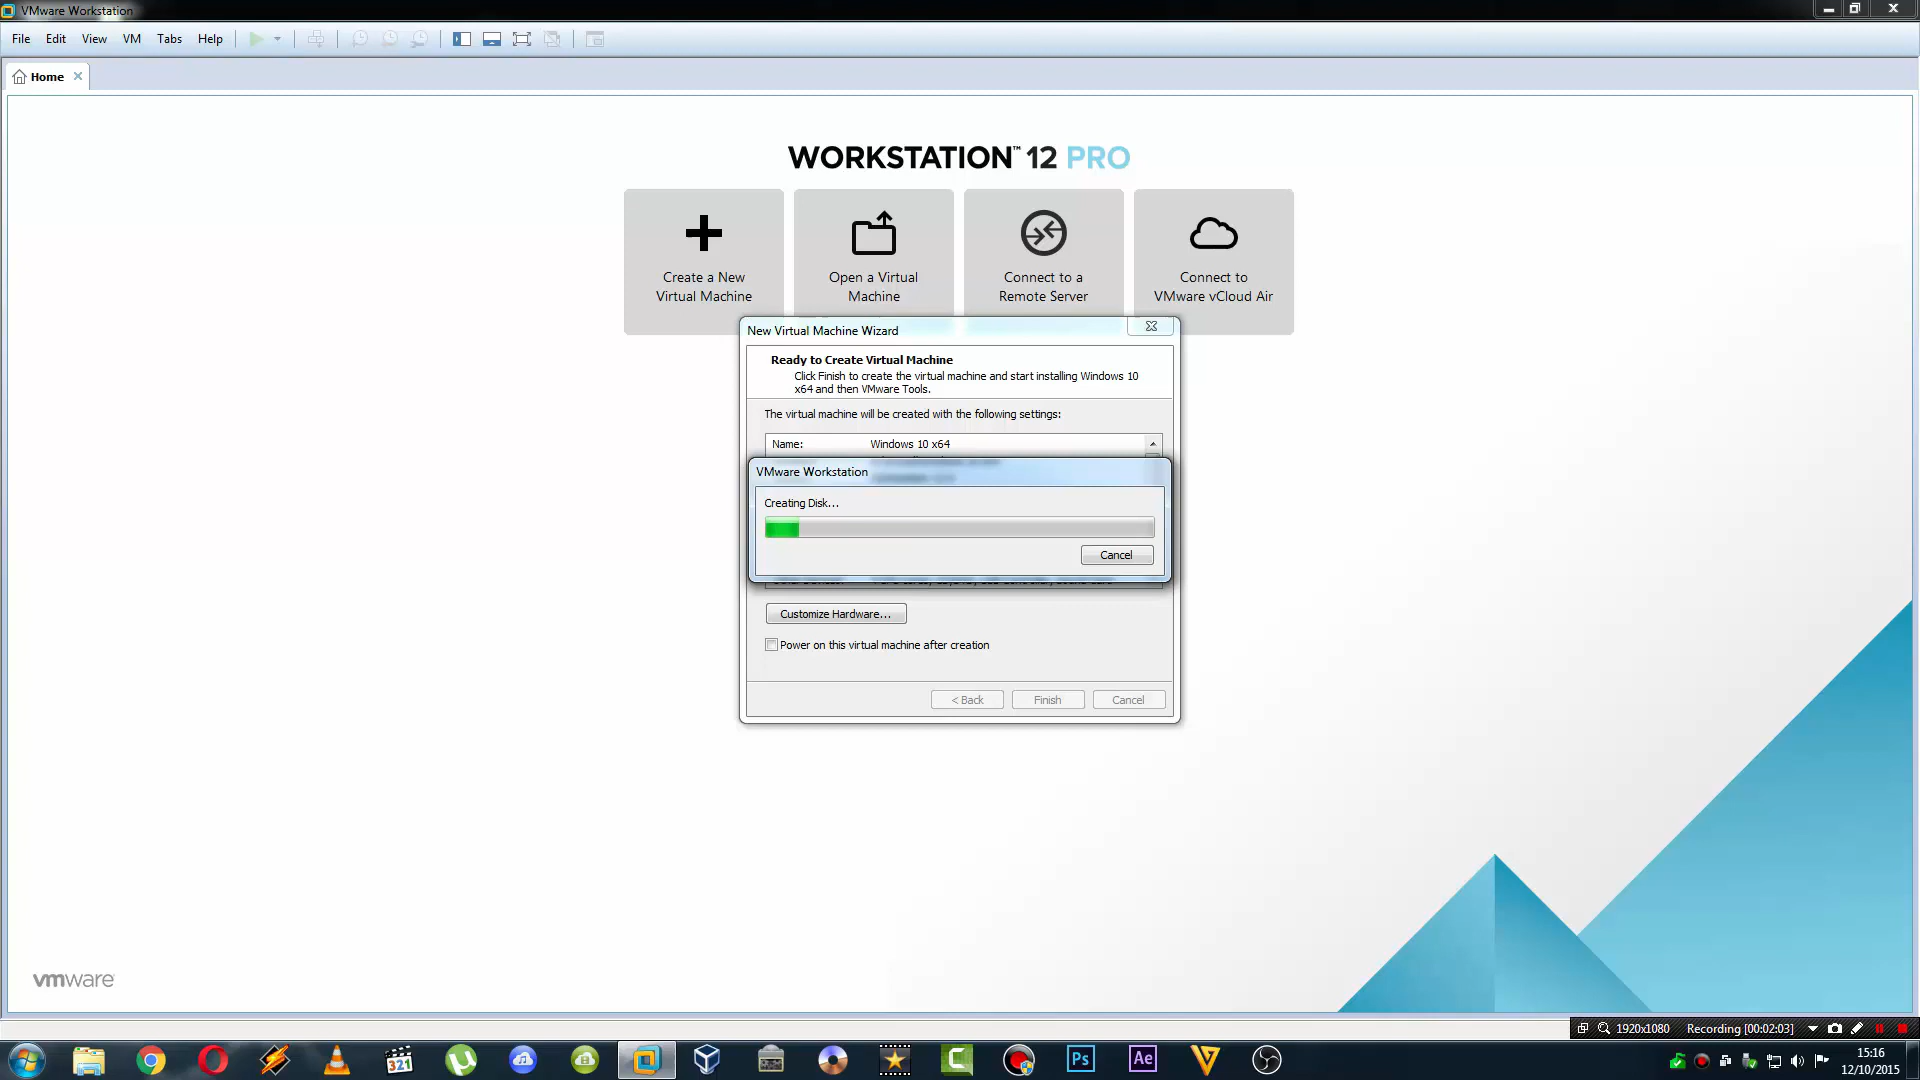 VMware Workstation
File Edit View VM Tabs Help
Home
WORKSTATION™ 12 PRO
Create a New
Virtual Machine
Open a Virtual
Machine
Connect to a
Remote Server
Connect to
VMware vCloud Air
New Virtual Machine Wizard
Ready to Create Virtual Machine
Click Finish to create the virtual machine and start installing Windows 10
x64 and then VMware Tools.
The virtual machine will be created with the following settings:
Name: Windows 10 x64
VMware Workstation
Creating Disk...
Cancel
Customize Hardware...
Power on this virtual machine after creation
< Back Finish Cancel
vmware
1920x1080 Recording [00:02:03]
321
Ps
Ae
15:16
12/10/2015